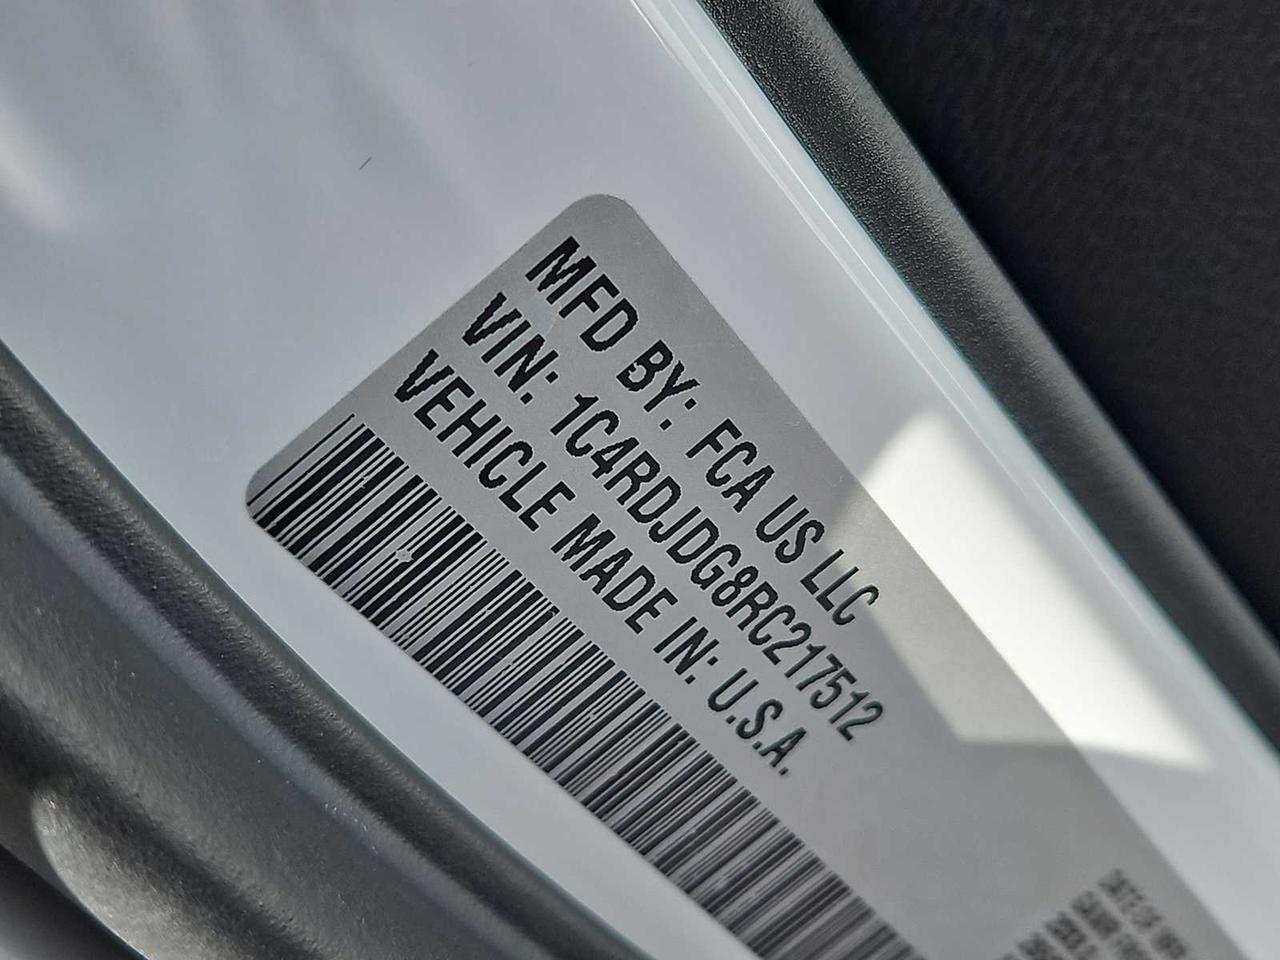 MFD BY: FCA US LLC
VIN: 1C4RDJDG8RC217512
VEHICLE MADE IN: U.S.A.